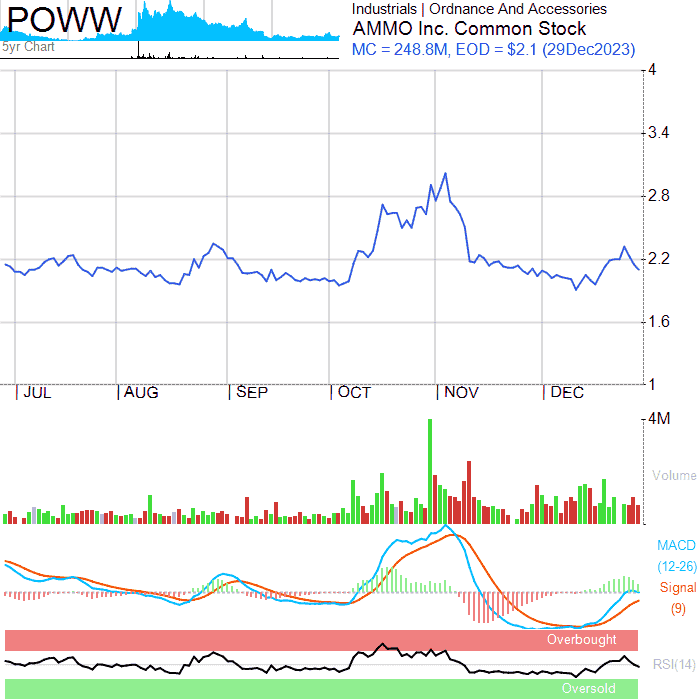 POWW
5yr Chart
Industrials | Ordnance And Accessories
AMMO Inc. Common Stock
MC = 248.8M, EOD = $2.1 (29Dec2023)
4
3.4
2.8
2.2
1.6
1
| JUL | AUG | SEP | OCT | NOV | DEC
4M
Volume
MACD
(12-26)
Signal
(9)
Overbought
RSI(14)
Oversold